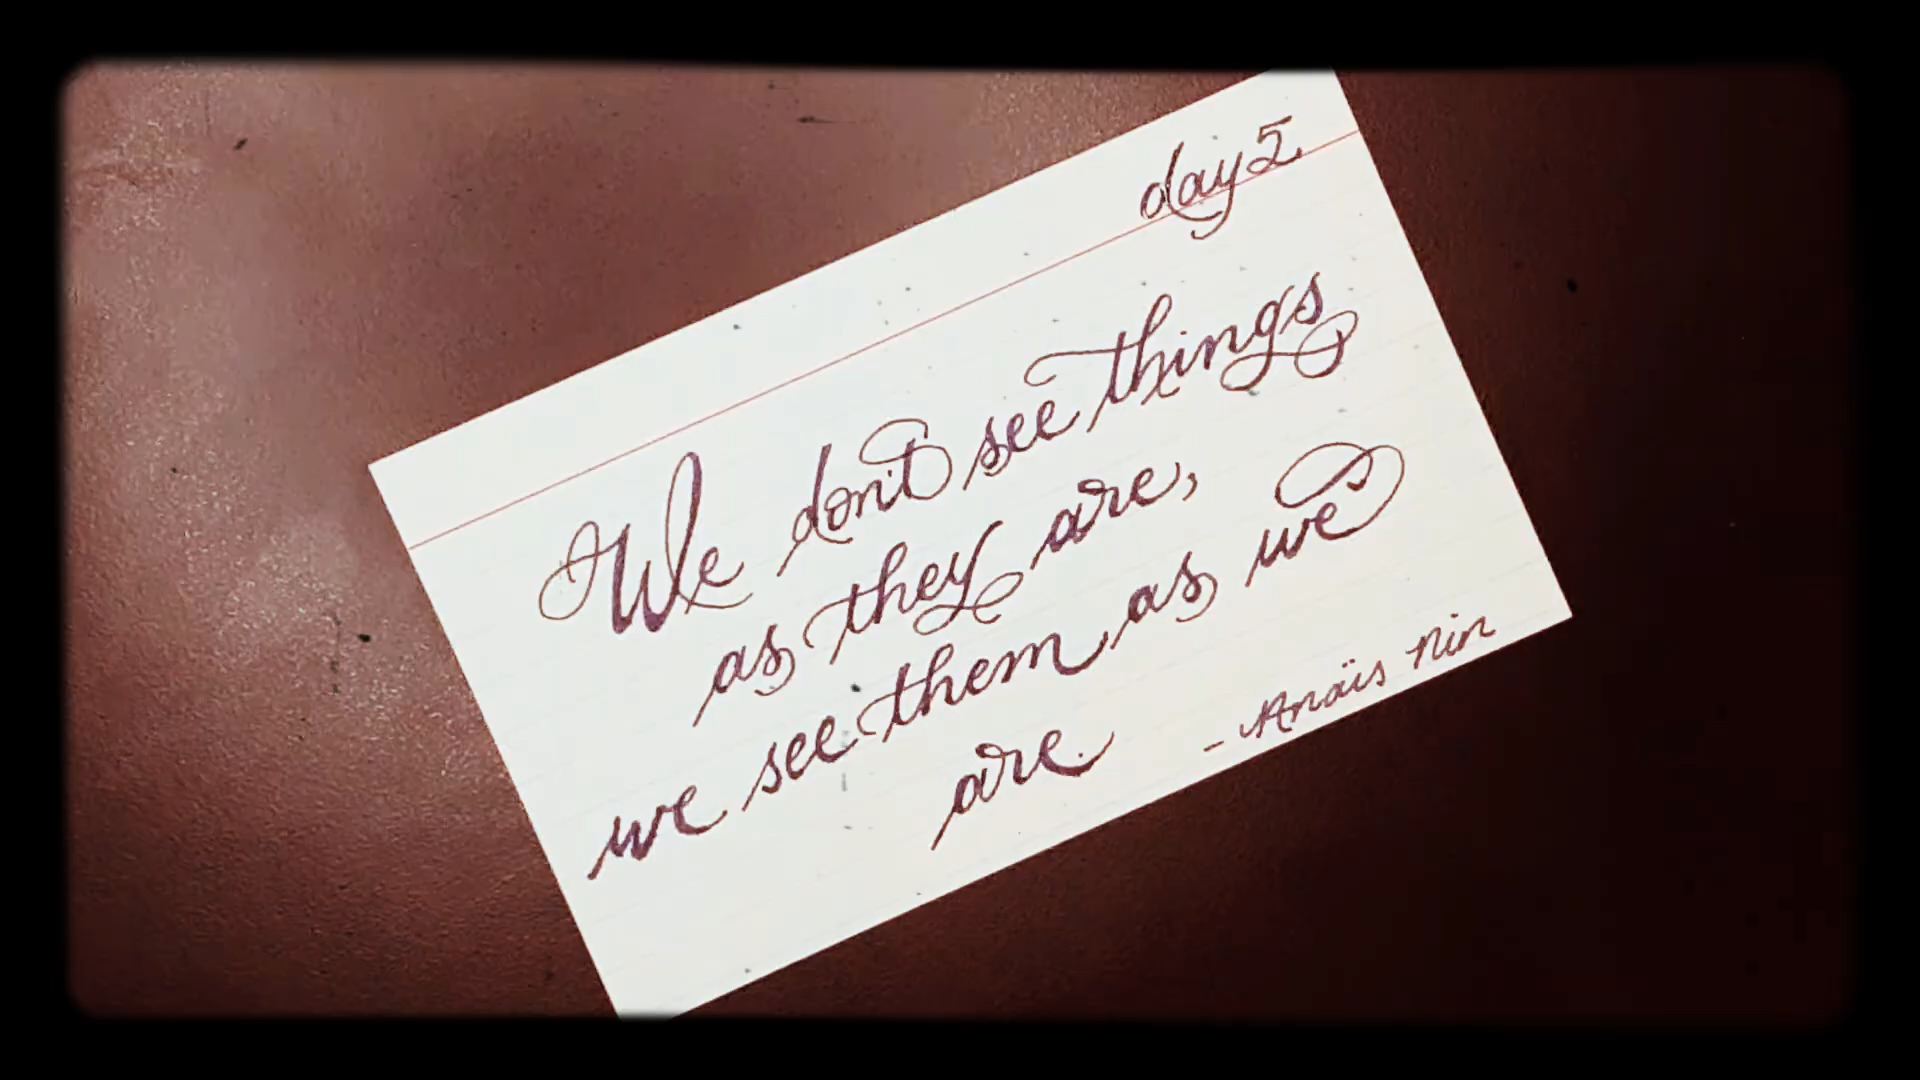 day 5
We don't see things
as they are,
we see them as we
are.
- Anaïs Nin